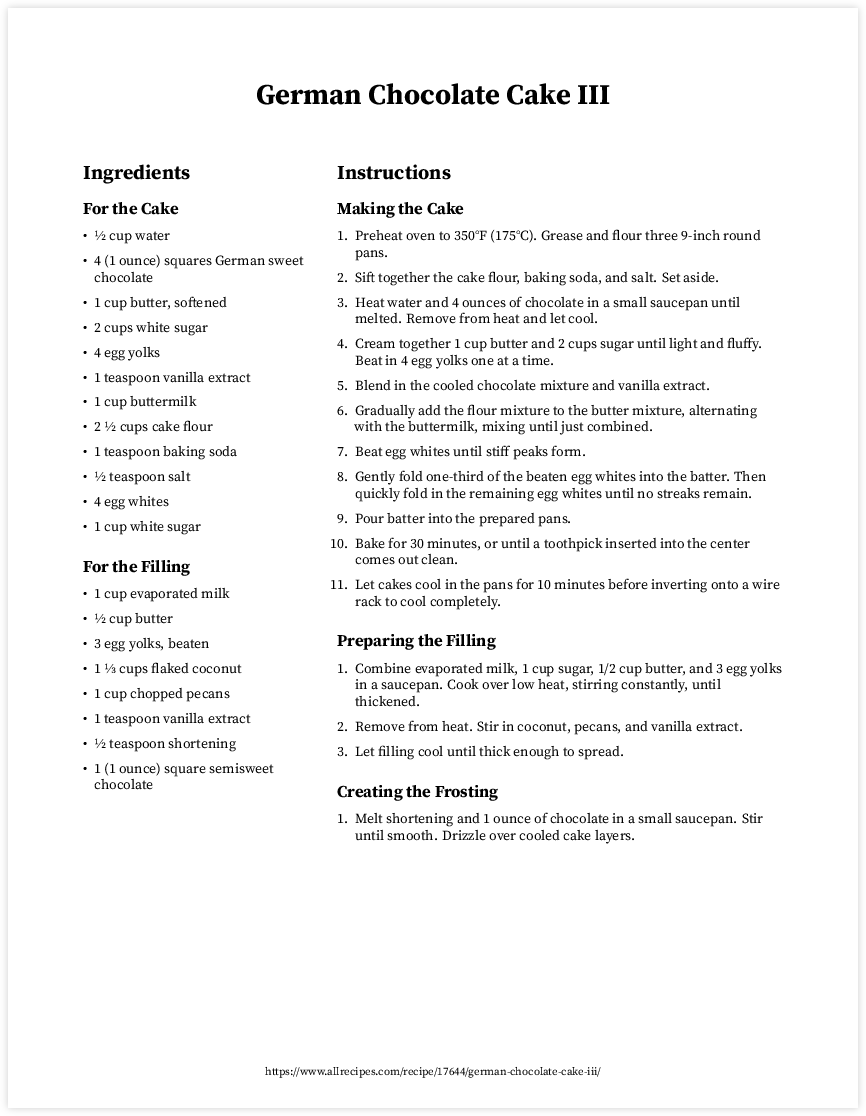 German Chocolate Cake III
Ingredients
For the Cake
• ½ cup water
• 4 (1 ounce) squares German sweet
chocolate
• 1 cup butter, softened
• 2 cups white sugar
• 4 egg yolks
• 1 teaspoon vanilla extract
• 1 cup buttermilk
• 2 ½ cups cake flour
• 1 teaspoon baking soda
• ½ teaspoon salt
• 4 egg whites
• 1 cup white sugar
For the Filling
• 1 cup evaporated milk
• ½ cup butter
• 3 egg yolks, beaten
• 1 ⅓ cups flaked coconut
• 1 cup chopped pecans
• 1 teaspoon vanilla extract
• ½ teaspoon shortening
• 1 (1 ounce) square semisweet
chocolate
Instructions
Making the Cake
1. Preheat oven to 350°F (175°C). Grease and flour three 9-inch round
pans.
2. Sift together the cake flour, baking soda, and salt. Set aside.
3. Heat water and 4 ounces of chocolate in a small saucepan until
melted. Remove from heat and let cool.
4. Cream together 1 cup butter and 2 cups sugar until light and fluffy.
Beat in 4 egg yolks one at a time.
5. Blend in the cooled chocolate mixture and vanilla extract.
6. Gradually add the flour mixture to the butter mixture, alternating
with the buttermilk, mixing until just combined.
7. Beat egg whites until stiff peaks form.
8. Gently fold one-third of the beaten egg whites into the batter. Then
quickly fold in the remaining egg whites until no streaks remain.
9. Pour batter into the prepared pans.
10. Bake for 30 minutes, or until a toothpick inserted into the center
comes out clean.
11. Let cakes cool in the pans for 10 minutes before inverting onto a wire
rack to cool completely.
Preparing the Filling
1. Combine evaporated milk, 1 cup sugar, 1/2 cup butter, and 3 egg yolks
in a saucepan. Cook over low heat, stirring constantly, until
thickened.
2. Remove from heat. Stir in coconut, pecans, and vanilla extract.
3. Let filling cool until thick enough to spread.
Creating the Frosting
1. Melt shortening and 1 ounce of chocolate in a small saucepan. Stir
until smooth. Drizzle over cooled cake layers.
https://www.allrecipes.com/recipe/17644/german-chocolate-cake-iii/